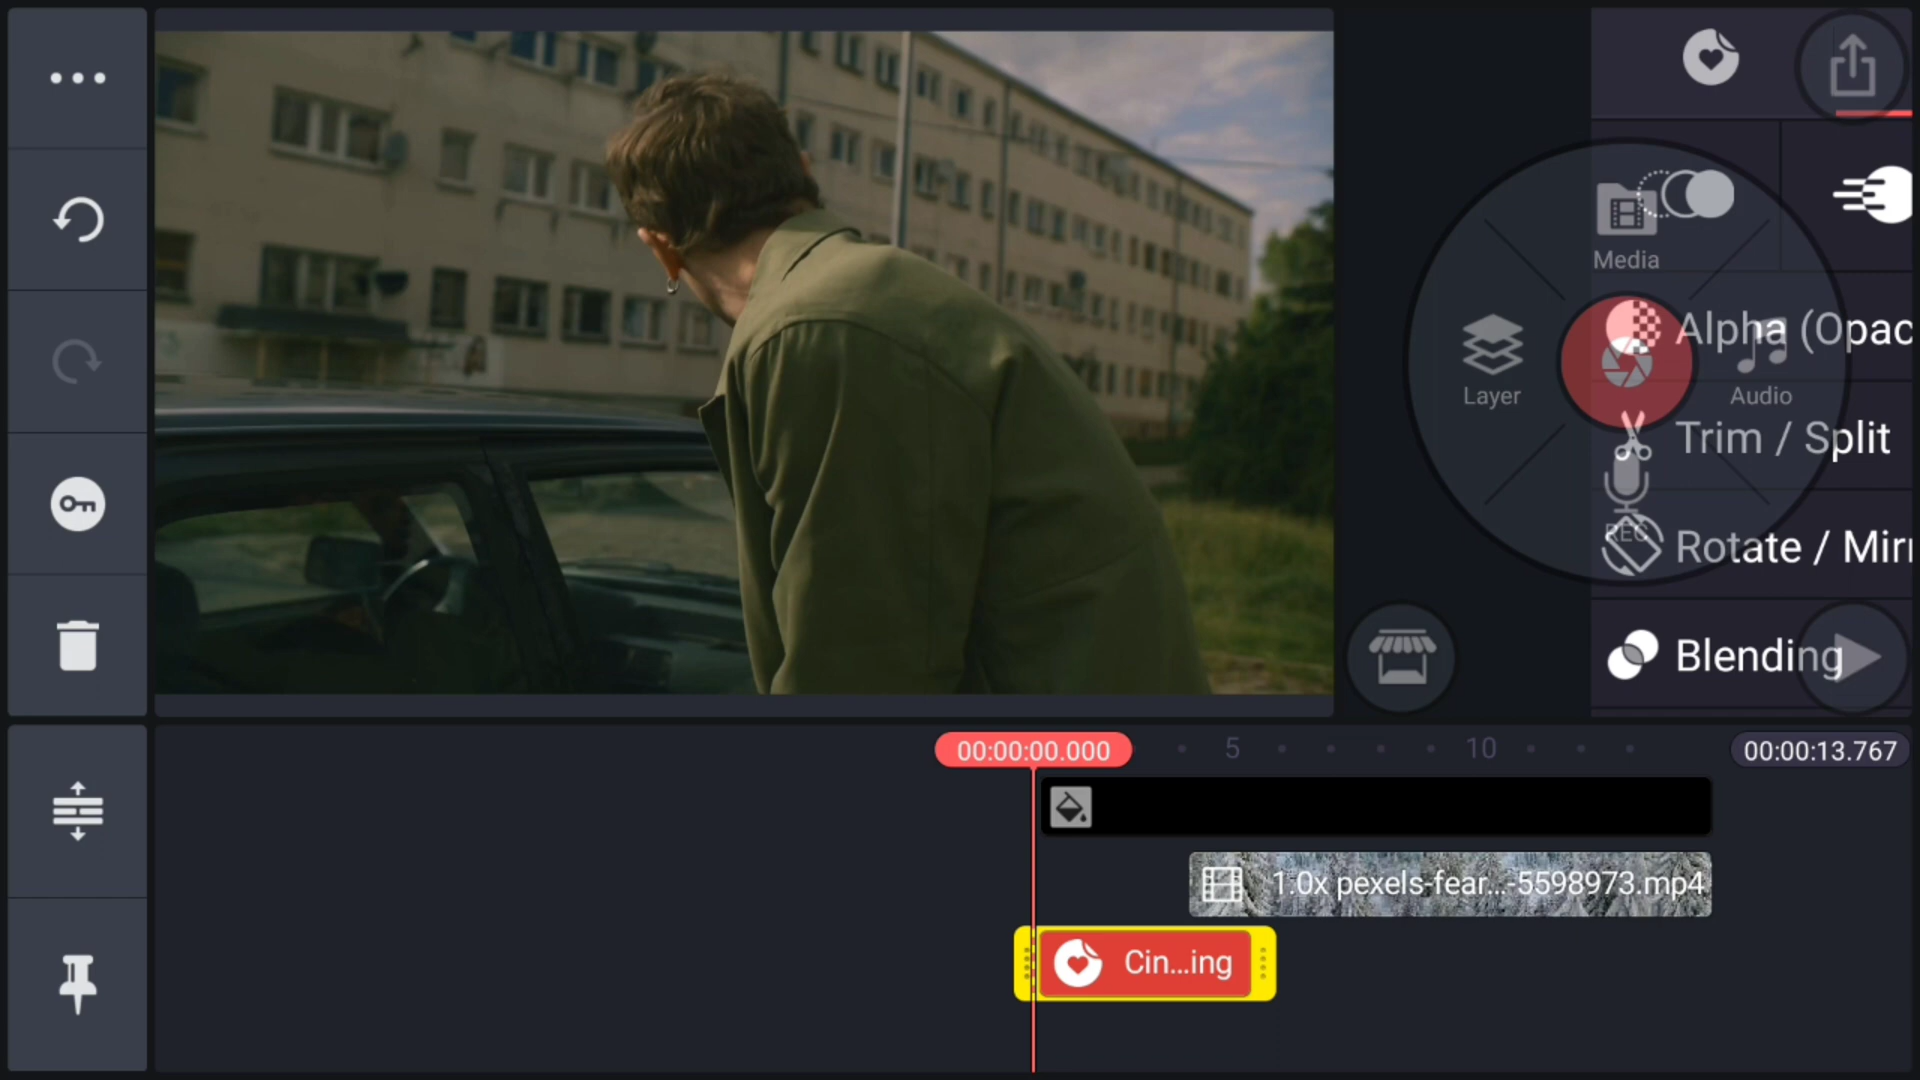 Media
Alpha (Opac
Layer
Audio
Trim / Split
REC
Rotate / Mirr
Blending
00:00:00.000
5
10
00:00:13.767
1.0x pexels-fear...-5598973.mp4
Cin...ing